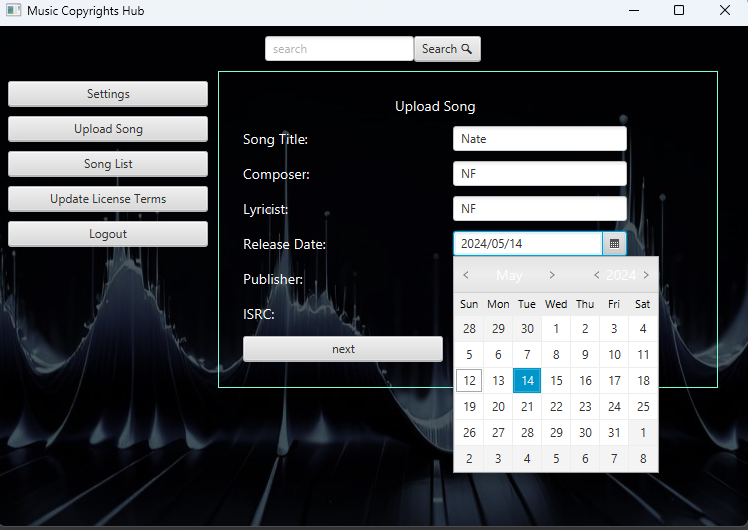 Music Copyrights Hub
search Search
Settings
Upload Song
Song List
Update License Terms
Logout
Upload Song
Song Title: Nate
Composer: NF
Lyricist: NF
Release Date: 2024/05/14
Publisher:
ISRC:
next
< May > < 2024 >
Sun Mon Tue Wed Thu Fri Sat
28 29 30 1 2 3 4
5 6 7 8 9 10 11
12 13 14 15 16 17 18
19 20 21 22 23 24 25
26 27 28 29 30 31 1
2 3 4 5 6 7 8